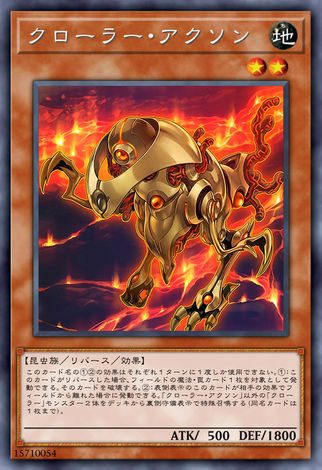 クローラー・アクソン
ち
地
【昆虫族/リバース/効果】
このカード名の①②の効果はそれぞれ1ターンに1度しか使用できない。①:こ
のカードがリバースした場合、フィールドの魔法・罠カード1枚を対象として発
動できる。そのカードを破壊する。②:表側表示のこのカードが相手の効果でフ
ィールドから離れた場合に発動できる。「クローラー・アクソン」以外の「クロー
ラー」モンスター2体をデッキから裏側守備表示で特殊召喚する(同名カードは
1枚まで)。
ATK/ 500 DEF/1800
15710054